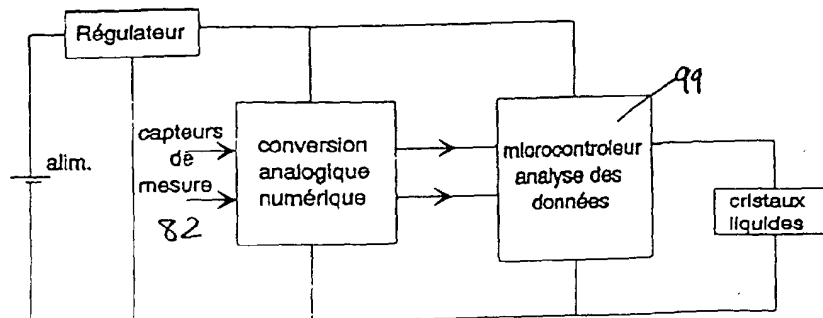 Régulateur
99
capteurs
de
mesure
82
alim.
conversion
analogique
numérique
microcontroleur
analyse des
données
cristaux
liquides